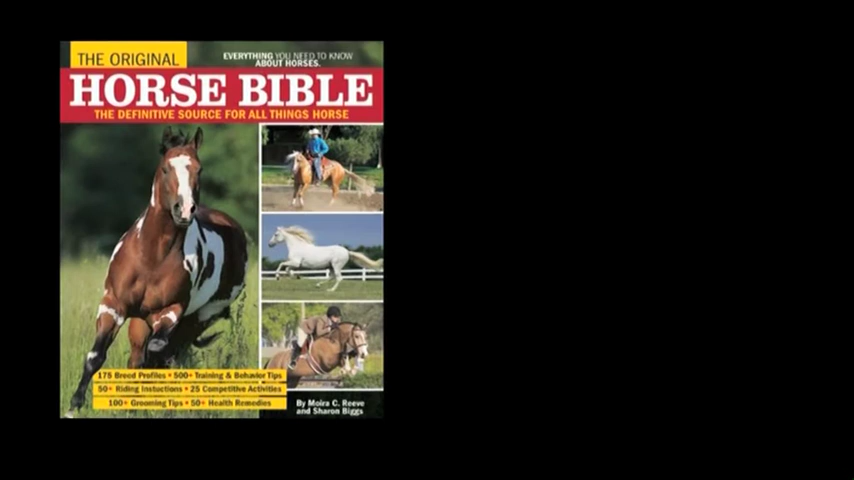 THE ORIGINAL
EVERYTHING YOU NEED TO KNOW
ABOUT HORSES.
HORSE BIBLE
THE DEFINITIVE SOURCE FOR ALL THINGS HORSE
175 Breed Profiles • 500+ Training & Behavior Tips
50+ Riding Instuctions • 25 Competitive Activities
100+ Grooming Tips • 50+ Health Remedies
By Moira C. Reeve
and Sharon Biggs